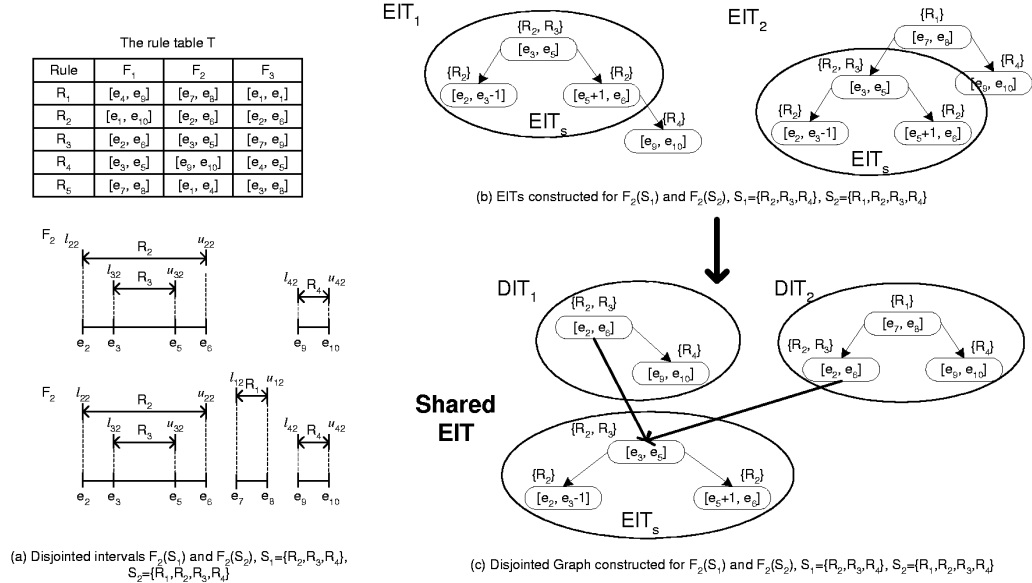 The rule table T
Rule F1 F2 F3
R1 [e4, e9] [e7, e8] [e1, e1]
R2 [e1, e10] [e2, e6] [e2, e6]
R3 [e2, e6] [e3, e5] [e7, e9]
R4 [e3, e5] [e9, e10] [e4, e5]
R5 [e7, e8] [e1, e4] [e3, e8]
F2 l22 R2 u22
l32 R3 u32 l42 R4 u42
e2 e3 e5 e6 e9 e10
F2 l22 R2 u22 l12 R1 u12
l32 R3 u32 l42 R4 u42
e2 e3 e5 e6 e7 e8 e9 e10
(a) Disjointed intervals F2(S1) and F2(S2), S1={R2,R3,R4},
S2={R1,R2,R3,R4}
EIT1
{R2, R3}
[e3, e5]
{R2} {R2}
[e2, e3-1] [e5+1, e6]
EITs
{R4}
[e9, e10]
EIT2
{R1}
[e7, e8]
{R2, R3} {R4}
[e3, e5] [e9, e10]
{R2} {R2}
[e2, e3-1] [e5+1, e6]
EITs
(b) EITs constructed for F2(S1) and F2(S2), S1={R2,R3,R4}, S2={R1,R2,R3,R4}
DIT1
{R2, R3}
[e2, e6]
{R4}
[e9, e10]
DIT2
{R1}
[e7, e8]
{R2, R3} {R4}
[e2, e6] [e9, e10]
Shared
EIT
{R2, R3}
[e3, e5]
{R2} {R2}
[e2, e3-1] [e5+1, e6]
EITs
(c) Disjointed Graph constructed for F2(S1) and F2(S2), S1={R2,R3,R4}, S2={R1,R2,R3,R4}